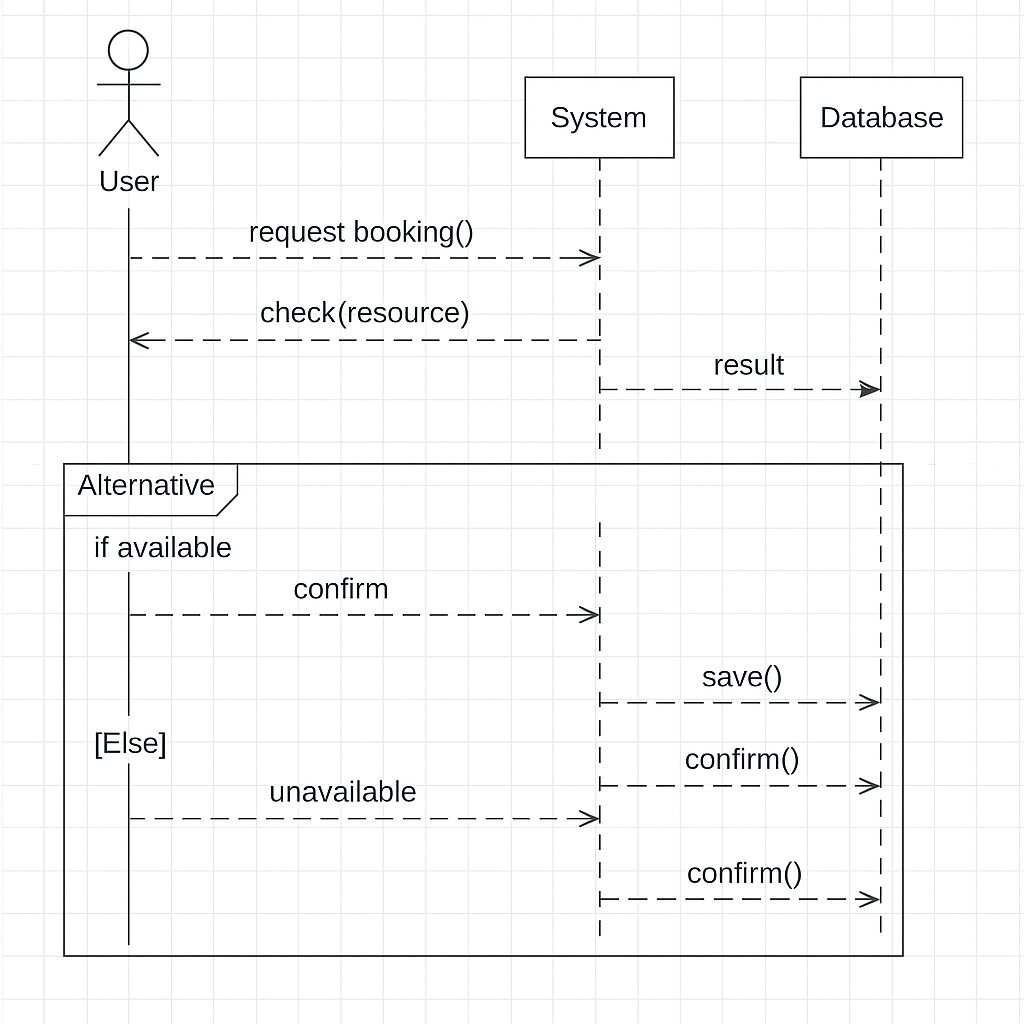 System
Database
User
request booking()
check(resource)
result
Alternative
if available
confirm
save()
[Else]
confirm()
unavailable
confirm()